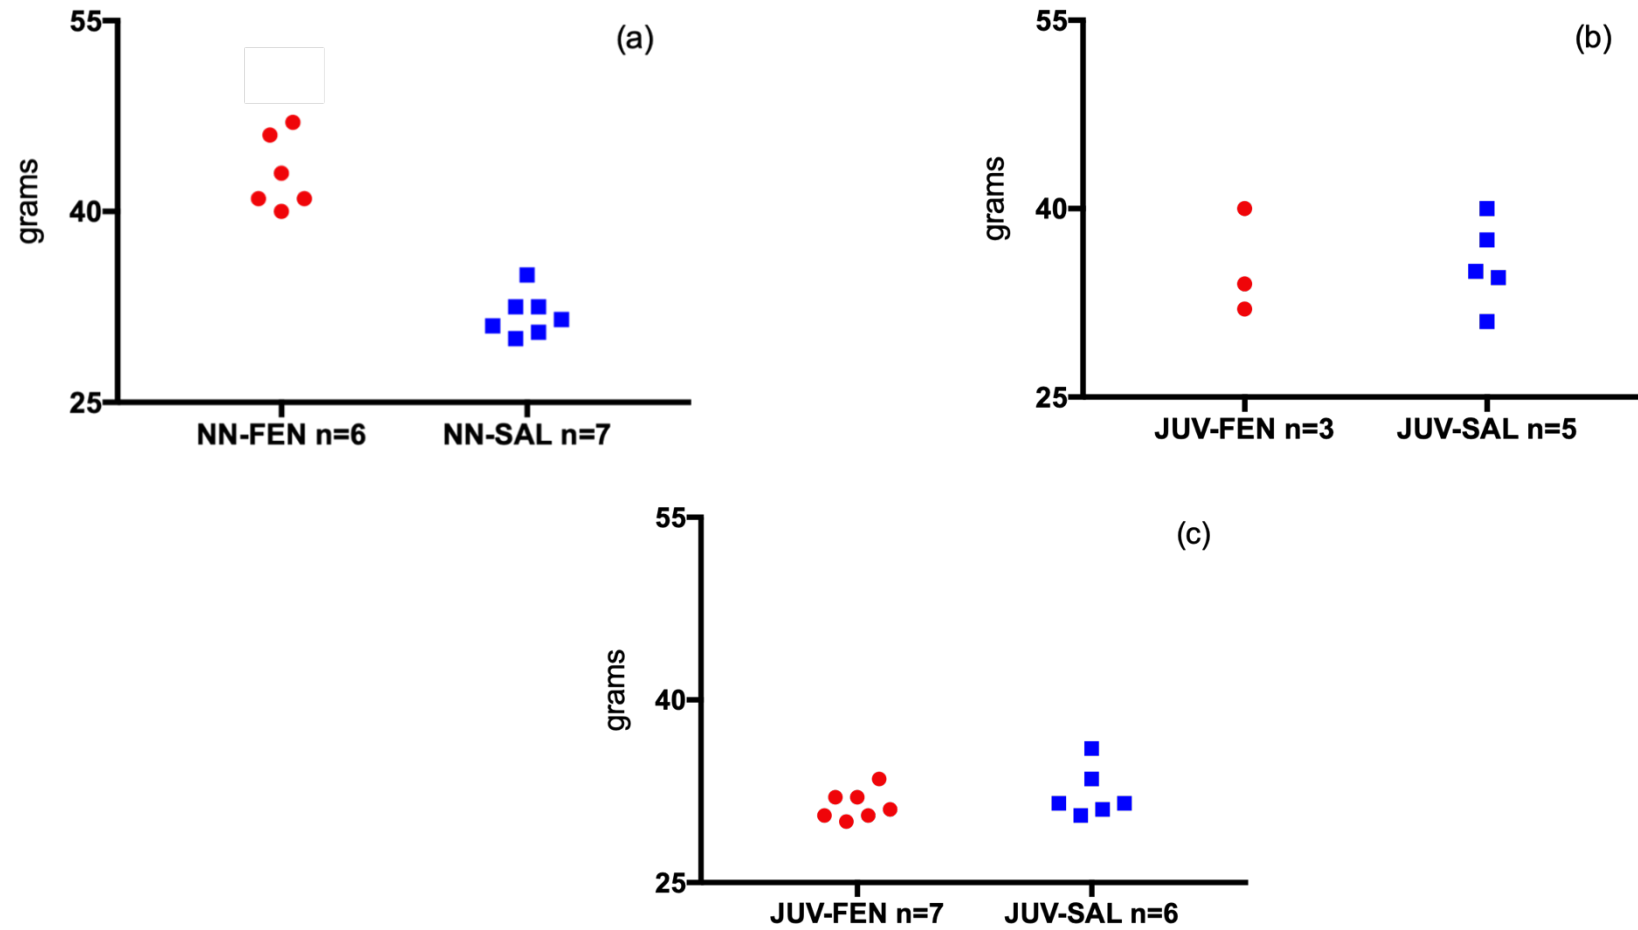 55
(a)
grams
40
25
NN-FEN n=6
NN-SAL n=7
55
(b)
grams
40
25
JUV-FEN n=3
JUV-SAL n=5
55
(c)
grams
40
25
JUV-FEN n=7
JUV-SAL n=6